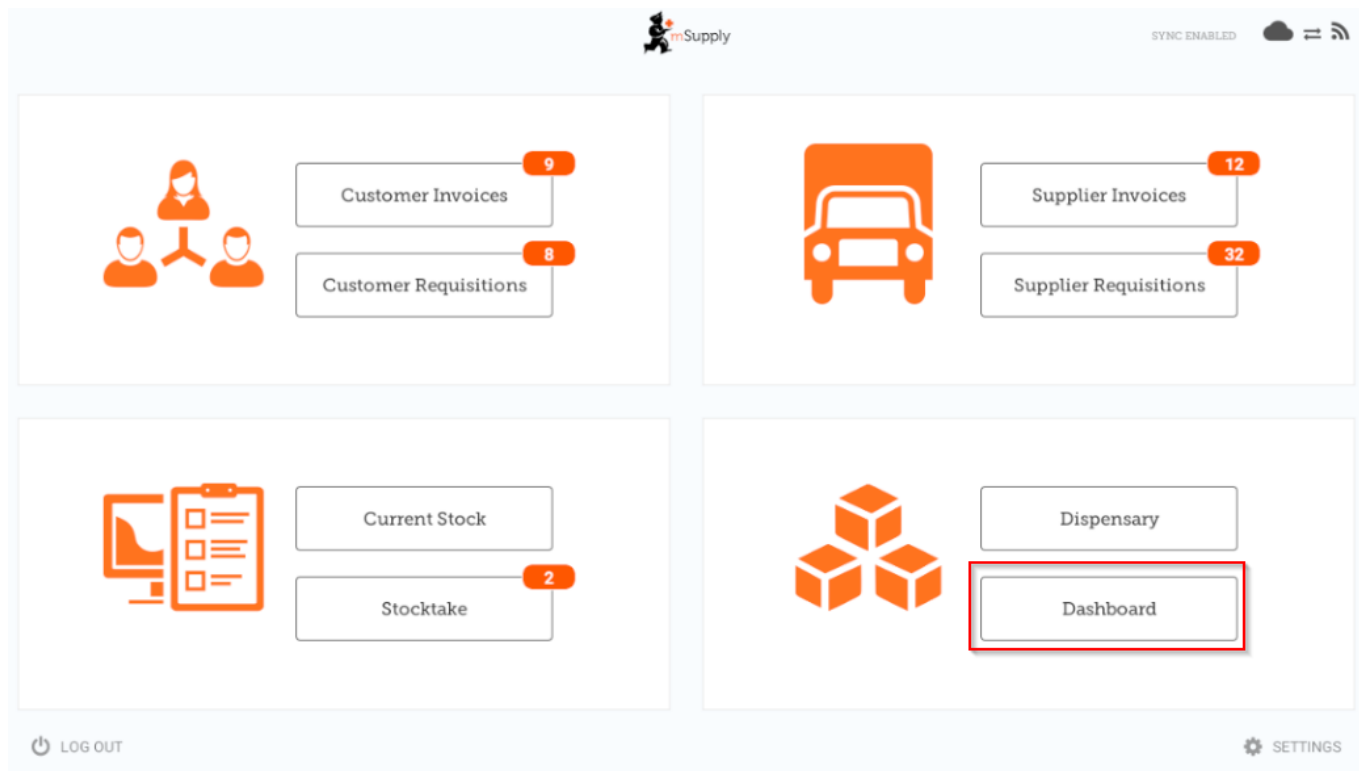 mSupply
SYNC ENABLED
9
Customer Invoices
8
Customer Requisitions
12
Supplier Invoices
32
Supplier Requisitions
Current Stock
2
Stocktake
Dispensary
Dashboard
LOG OUT
SETTINGS